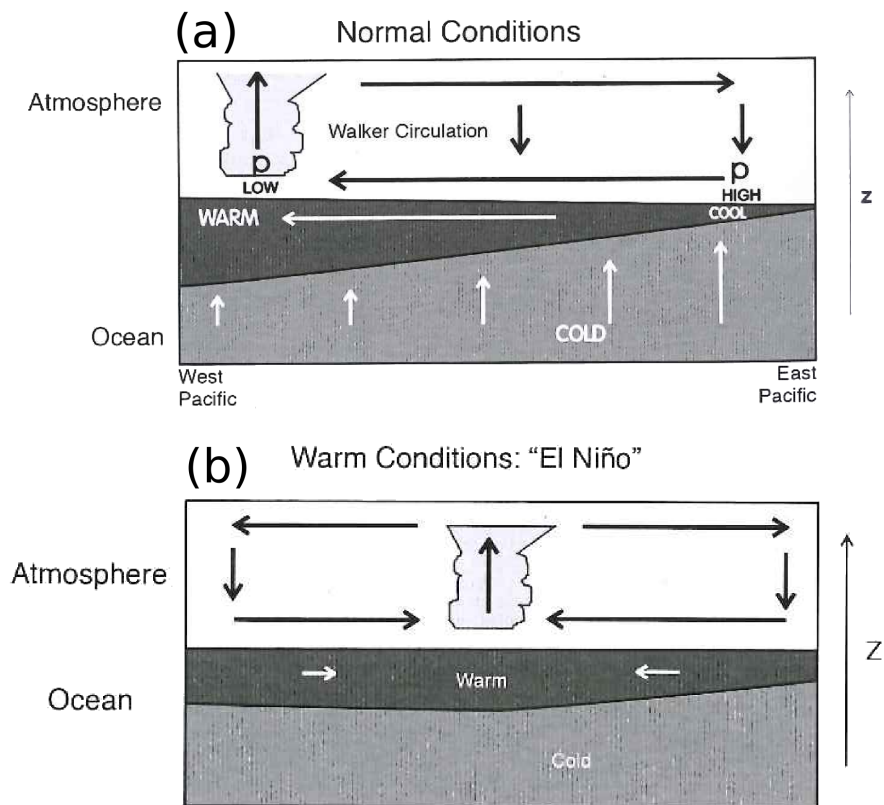 (a) Normal Conditions
Atmosphere
Walker Circulation
p
LOW
p
HIGH
z
WARM
COOL
Ocean
COLD
West
Pacific
East
Pacific
(b) Warm Conditions: “El Niño”
Atmosphere
Z
Warm
Ocean
Cold